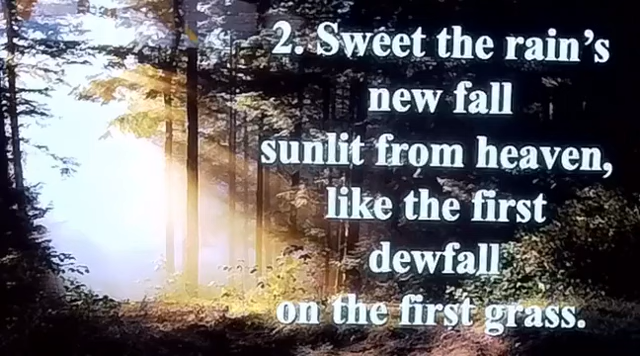 2. Sweet the rain's
new fall
sunlit from heaven,
like the first
dewfall
on the first grass.